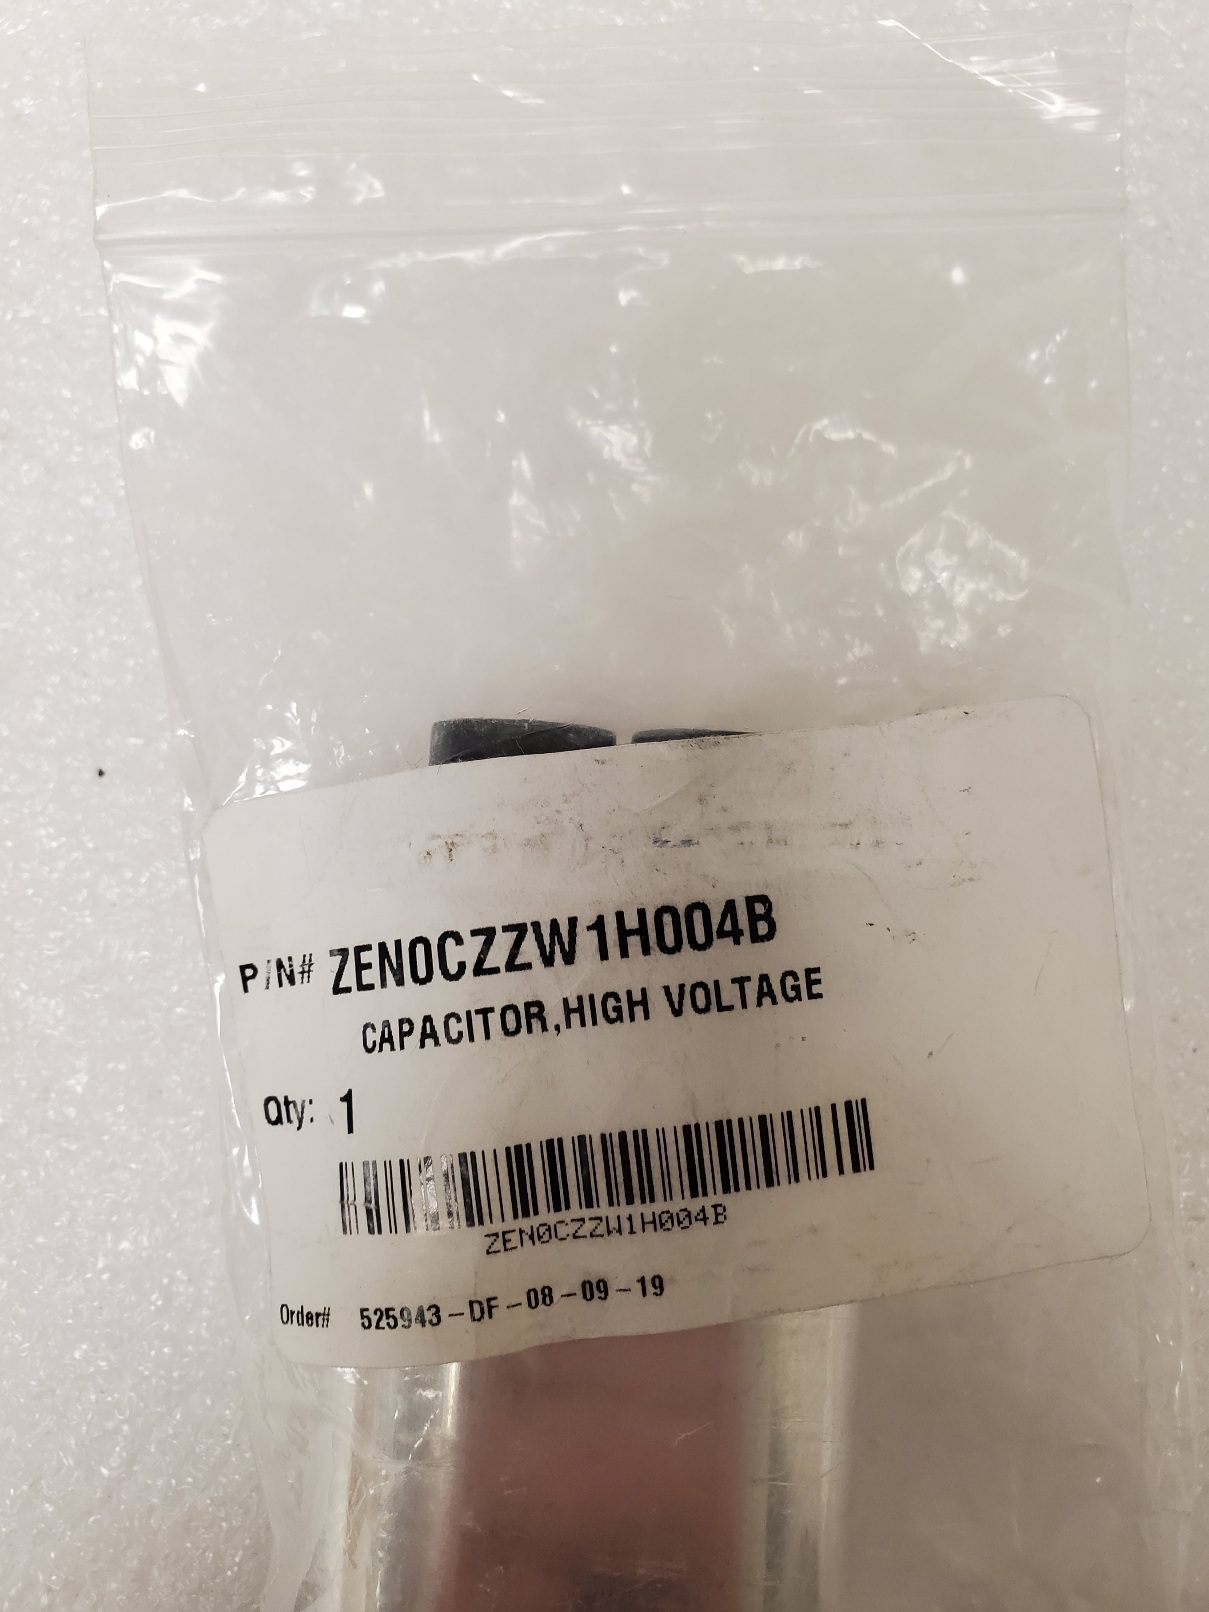 P/N# ZEN0CZZW1H004B
CAPACITOR,HIGH VOLTAGE
Qty: 1
ZEN0CZZW1H004B
Order# 525943-DF-08-09-19